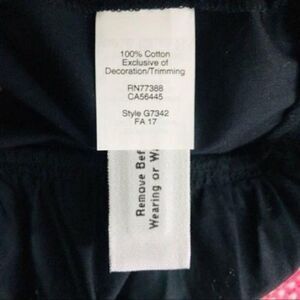 100% Cotton
Exclusive of
Decoration/Trimming
RN77388
CA56445
Style G7342
FA 17
Remove Bef
Wearing or W